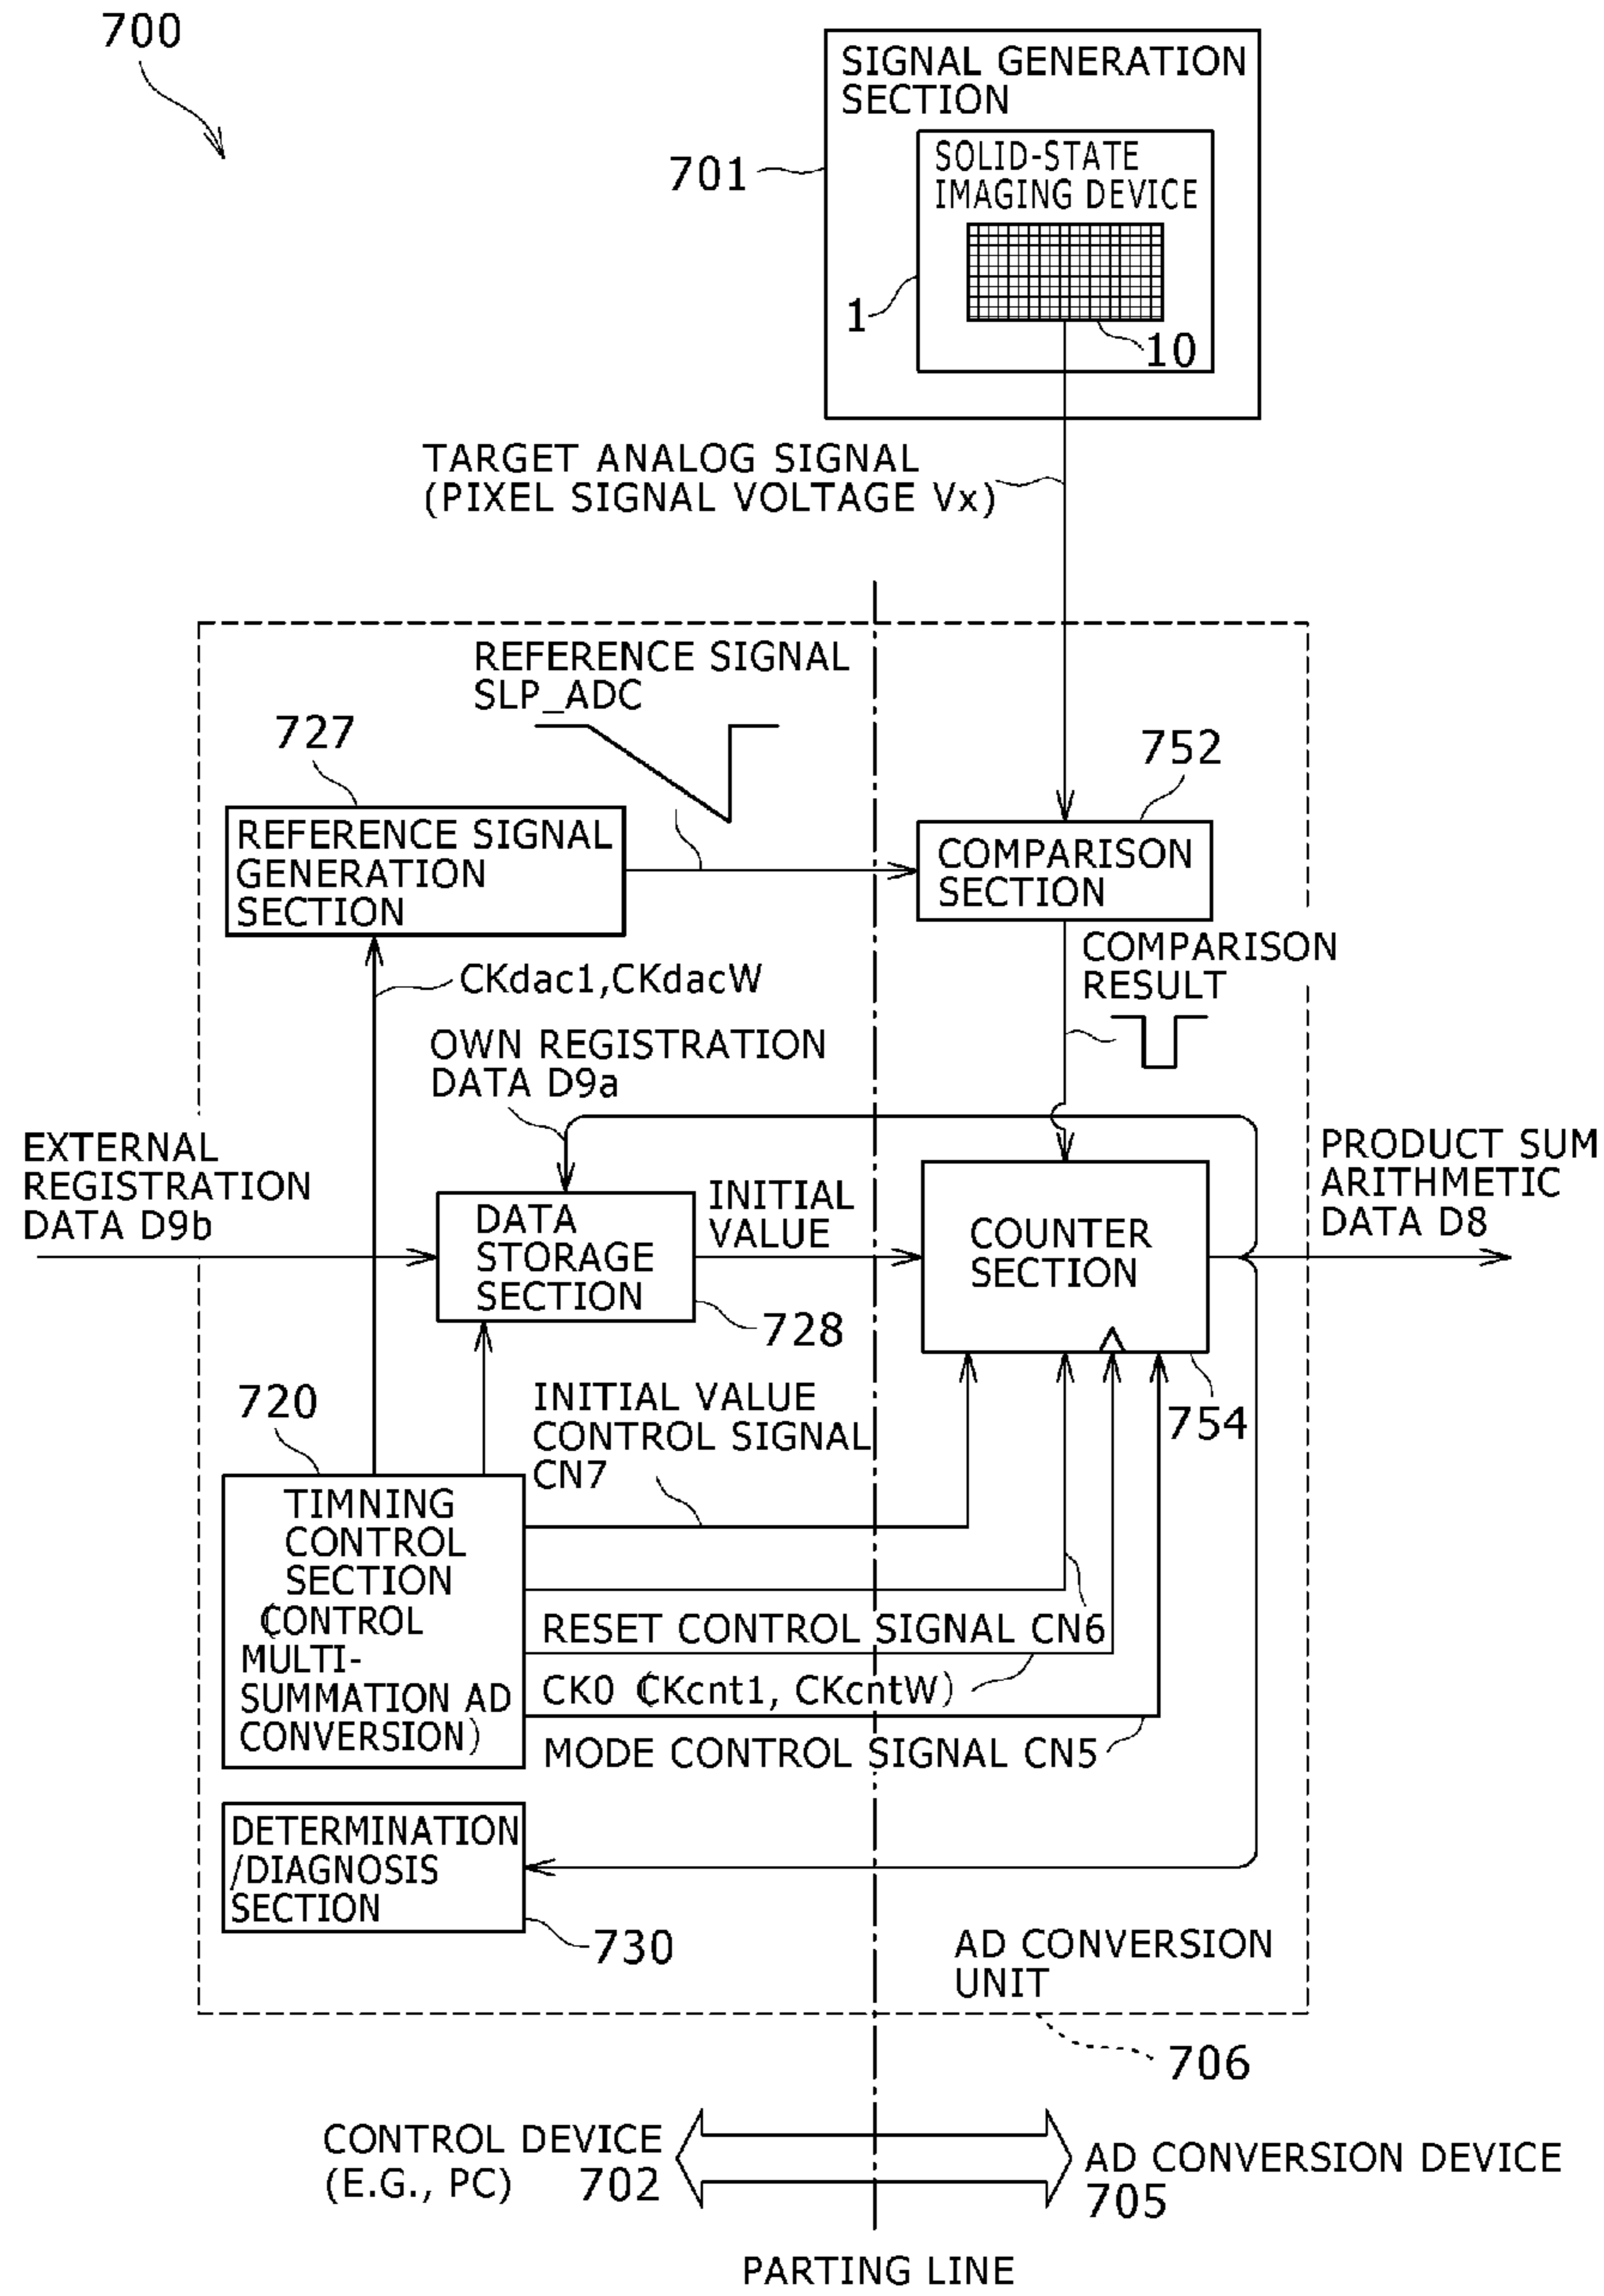 700
SIGNAL GENERATION
SECTION
701
SOLID-STATE
IMAGING DEVICE
1
10
TARGET ANALOG SIGNAL
(PIXEL SIGNAL VOLTAGE Vx)
REFERENCE SIGNAL
SLP_ADC
727
752
REFERENCE SIGNAL
GENERATION
SECTION
COMPARISON
SECTION
COMPARISON
RESULT
CKdac1,CKdacW
OWN REGISTRATION
DATA D9a
EXTERNAL
REGISTRATION
DATA D9b
PRODUCT SUM
ARITHMETIC
DATA D8
DATA
STORAGE
SECTION
INITIAL
VALUE
COUNTER
SECTION
728
720
754
INITIAL VALUE
CONTROL SIGNAL
CN7
TIMNING
CONTROL
SECTION
(CONTROL
MULTI-
SUMMATION AD
CONVERSION)
RESET CONTROL SIGNAL CN6
CK0 (CKcnt1, CKcntW)
MODE CONTROL SIGNAL CN5
DETERMINATION
/DIAGNOSIS
SECTION
730
AD CONVERSION
UNIT
706
CONTROL DEVICE
(E.G., PC) 702
AD CONVERSION DEVICE
705
PARTING LINE